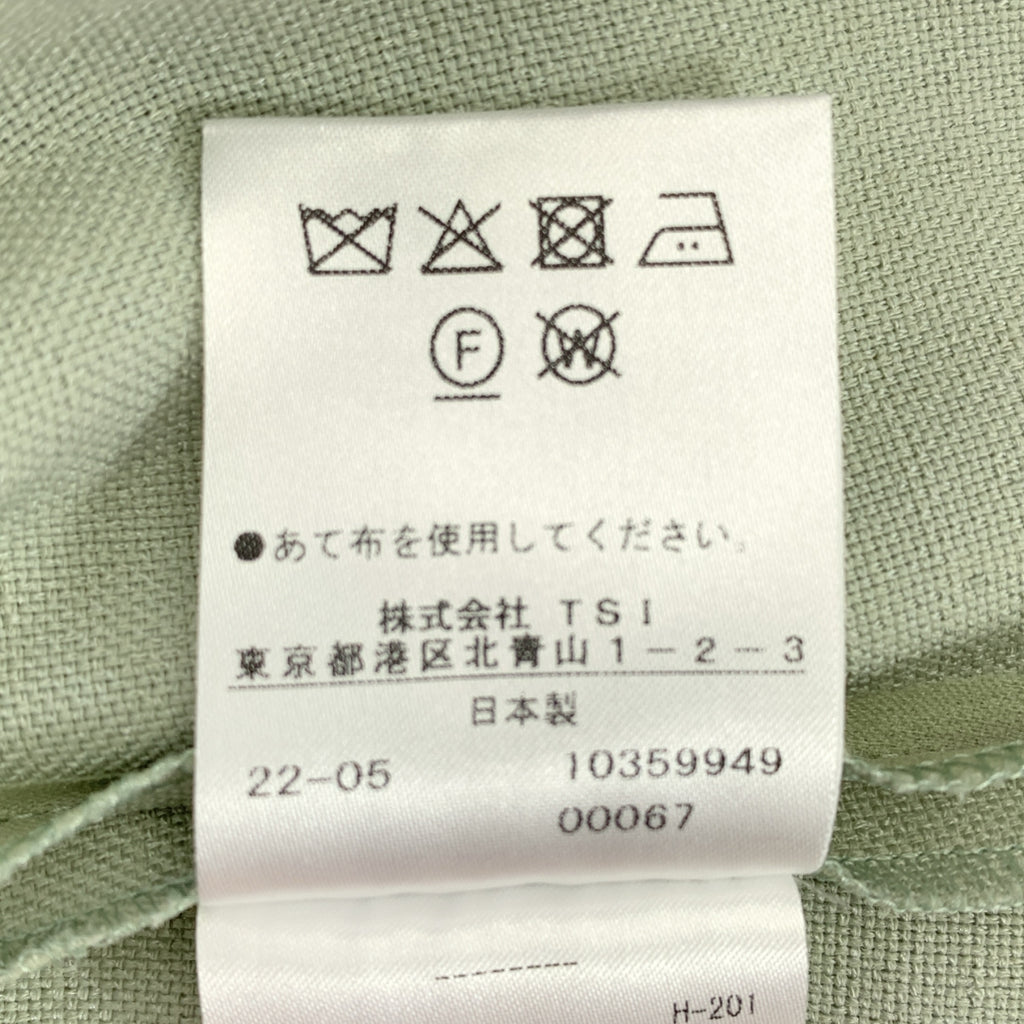 F W
●あて布を使用してください。
株式会社 TSI
東京都港区北青山1-2-3
日本製
22-05 10359949
00067
H-201